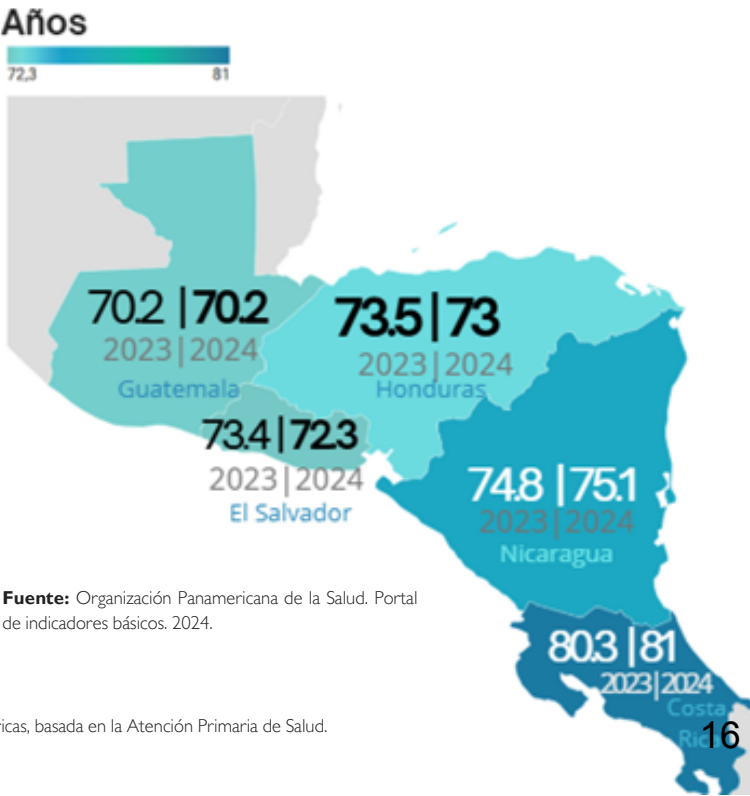 Años
72,3 81
70.2 | 70.2
2023 | 2024
Guatemala
73.5 | 73
2023 | 2024
Honduras
73.4 | 72.3
2023 | 2024
El Salvador
74.8 | 75.1
2023 | 2024
Nicaragua
Fuente: Organización Panamericana de la Salud. Portal
de indicadores básicos. 2024.
80.3 | 81
2023 | 2024
Costa
ricas, basada en la Atención Primaria de Salud.
16